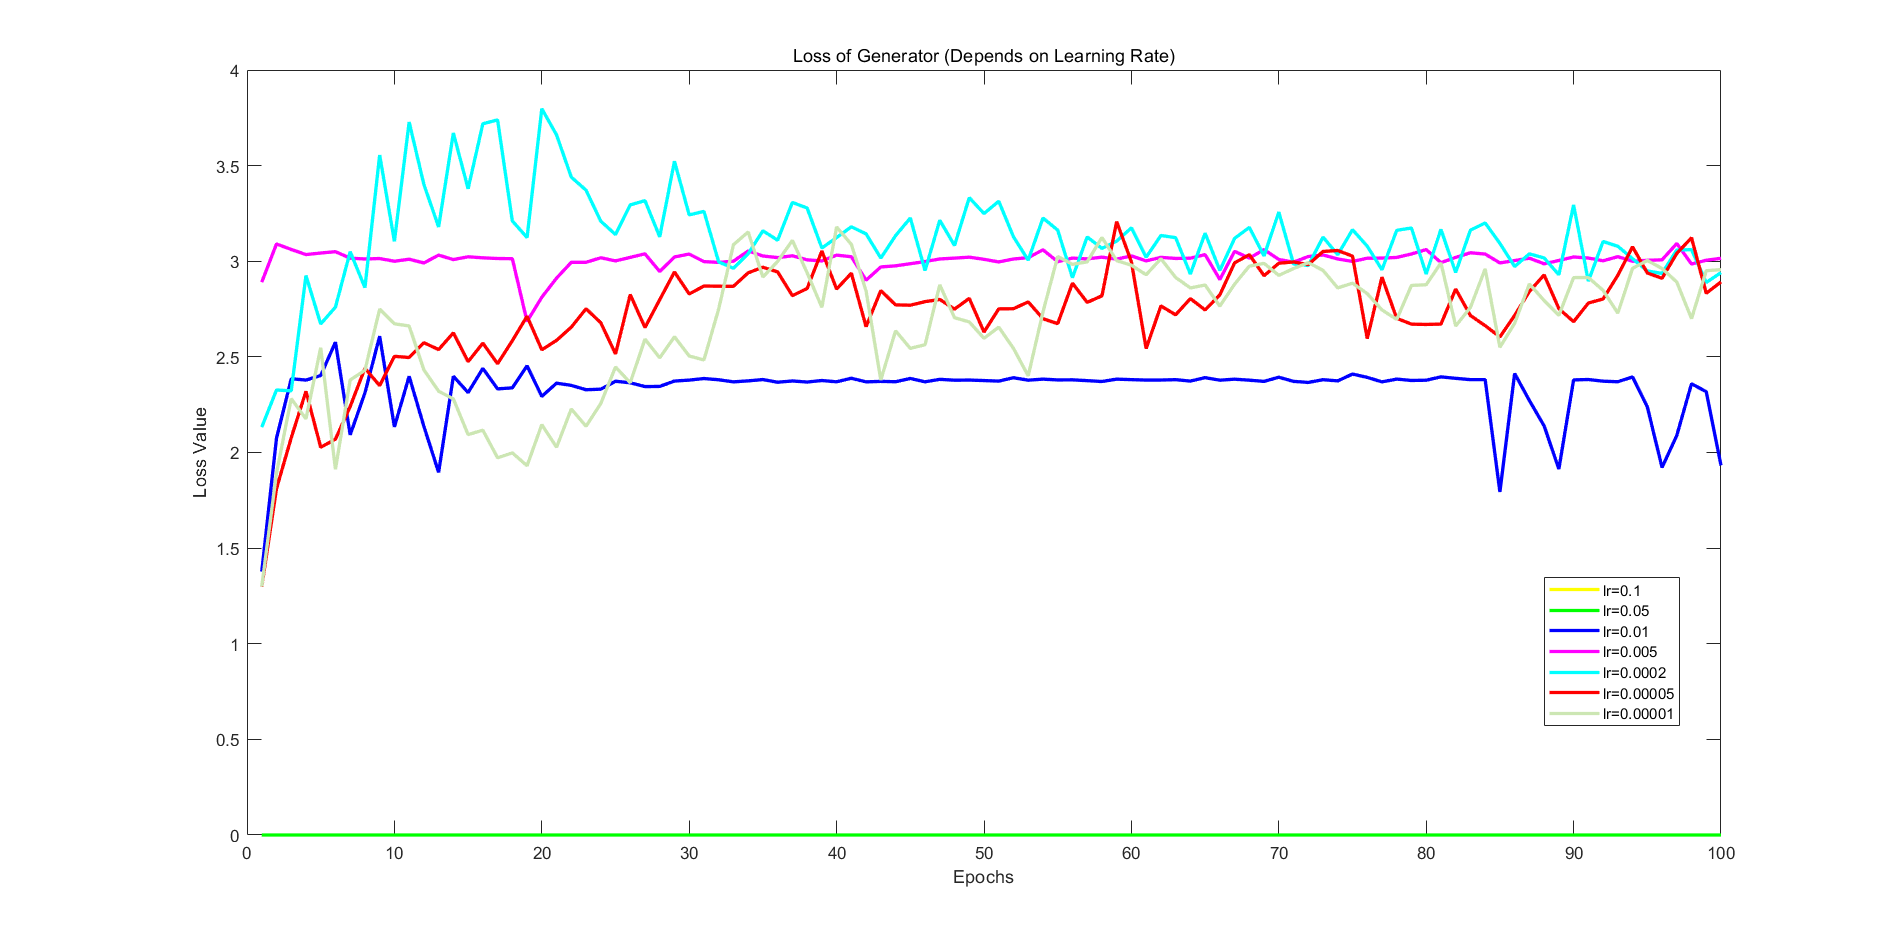 Loss of Generator (Depends on Learning Rate)
4
3.5
3
2.5
2
1.5
1
0.5
0
Loss Value
0 10 20 30 40 50 60 70 80 90 100
Epochs
lr=0.1
lr=0.05
lr=0.01
lr=0.005
lr=0.0002
lr=0.00005
lr=0.00001